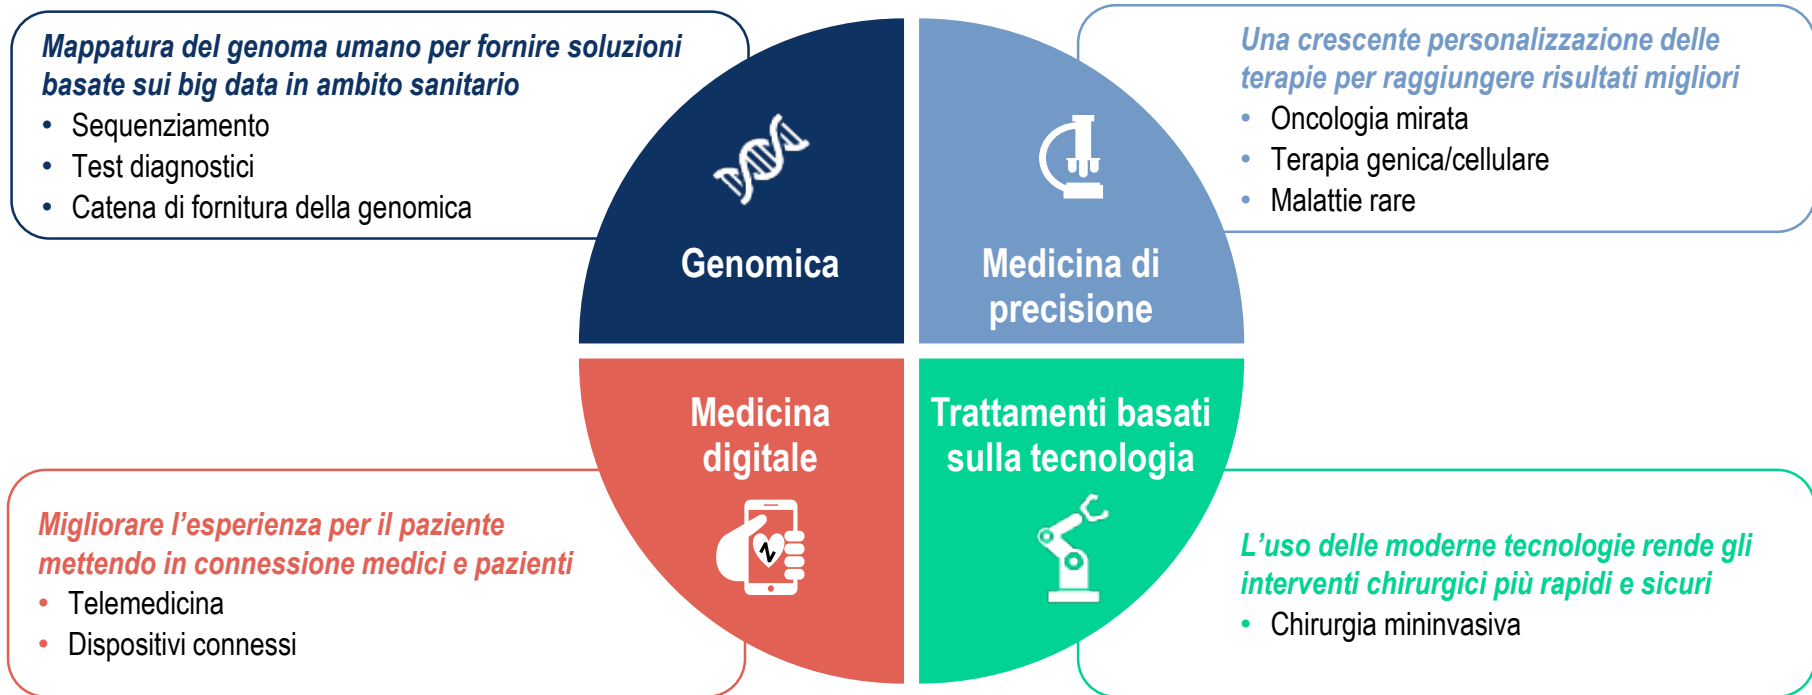 Mappatura del genoma umano per fornire soluzioni
basate sui big data in ambito sanitario
• Sequenziamento
• Test diagnostici
• Catena di fornitura della genomica
Genomica
Una crescente personalizzazione delle
terapie per raggiungere risultati migliori
• Oncologia mirata
• Terapia genica/cellulare
• Malattie rare
Medicina di
precisione
Medicina
digitale
Migliorare l’esperienza per il paziente
mettendo in connessione medici e pazienti
• Telemedicina
• Dispositivi connessi
Trattamenti basati
sulla tecnologia
L’uso delle moderne tecnologie rende gli
interventi chirurgici più rapidi e sicuri
• Chirurgia mininvasiva